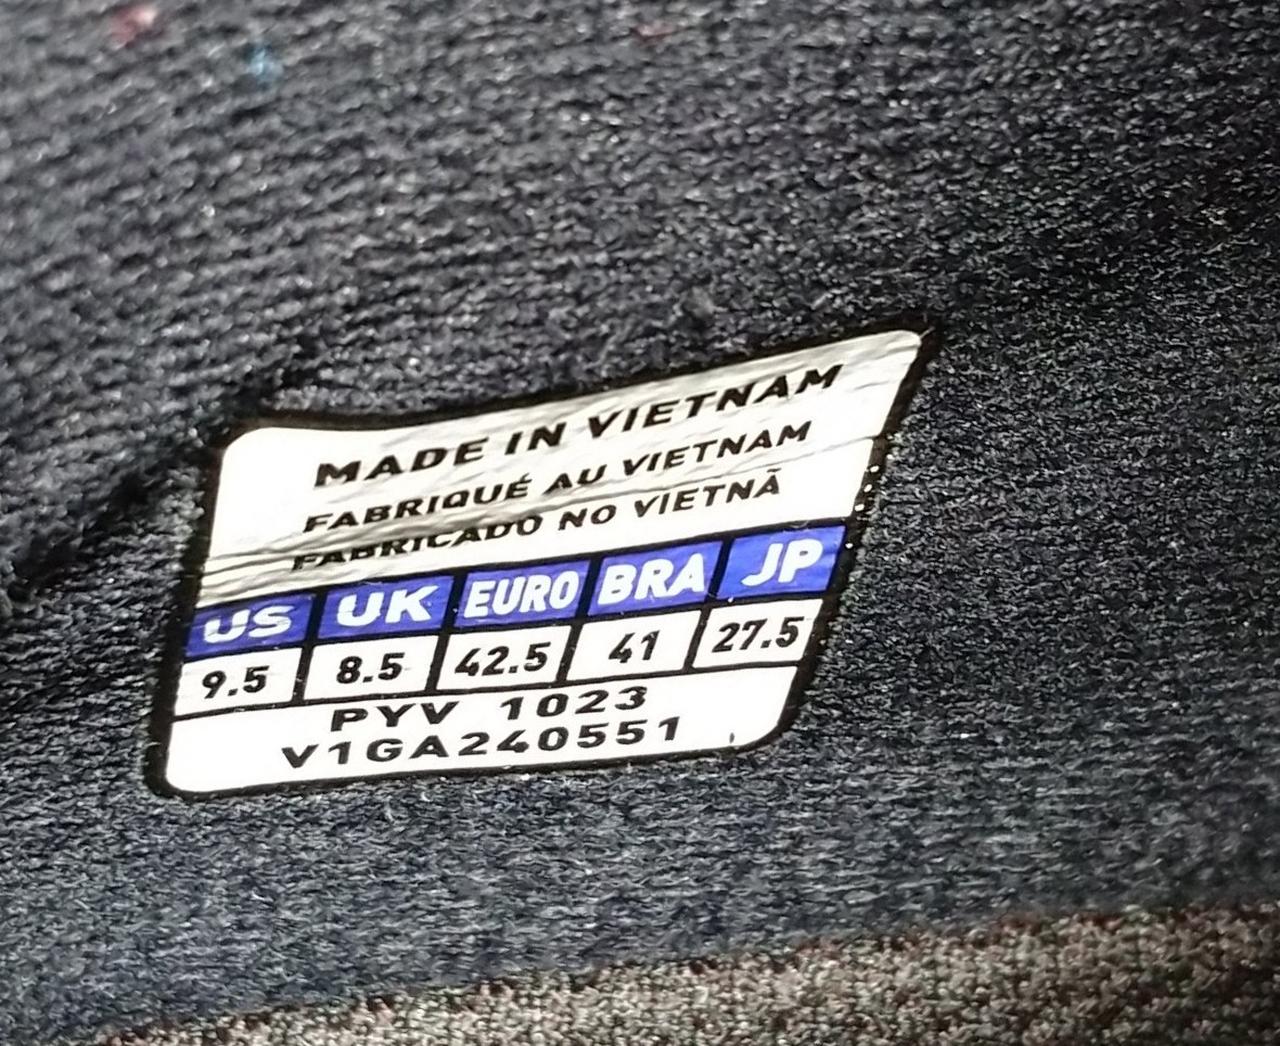 MADE IN VIETNAM
FABRIQUÉ AU VIETNAM
FABRICADO NO VIETNÃ
US UK EURO BRA JP
9.5 8.5 42.5 41 27.5
PYV 1023
V1GA240551